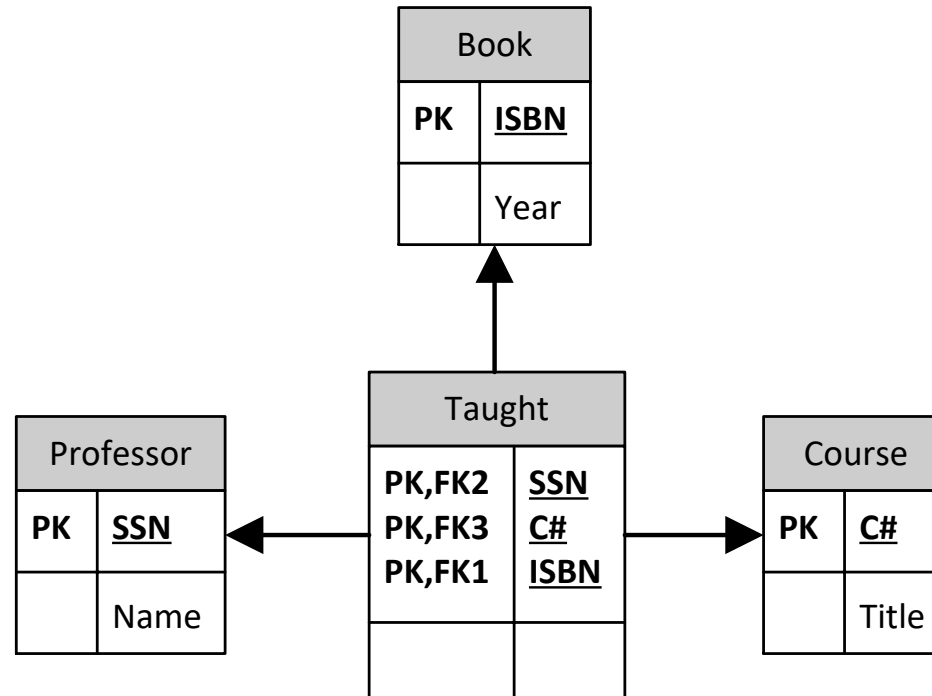 Book
PK ISBN
Year
Taught
PK,FK2 SSN
PK,FK3 C#
PK,FK1 ISBN
Professor
PK SSN
Name
Course
PK C#
Title